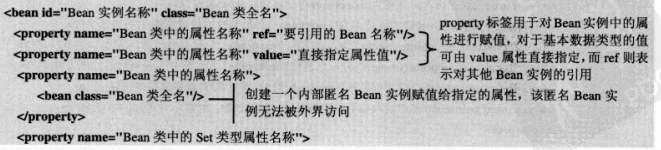 <bean id="Bean 实例名称" class="Bean 类全名">
<property name="Bean 类中的属性名称" ref="要引用的 Bean 名称"/>
<property name="Bean 类中的属性名称" value="直接指定属性值"/>
property 标签用于对 Bean 实例中的属
性进行赋值，对于基本数据类型的值
可由 value 属性直接指定，而 ref 则表
示对其他 Bean 实例的引用
<property name="Bean 类中的属性名称">
<bean class="Bean 类全名"/>
创建一个内部匿名 Bean 实例赋值给指定的属性，该匿名 Bean 实
例无法被外界访问
</property>
<property name="Bean 类中的 Set 类型属性名称">